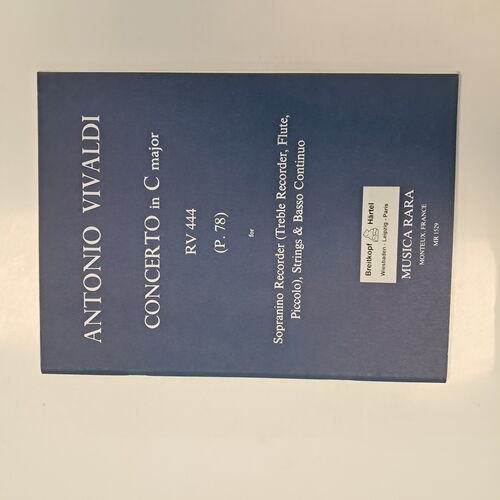 ANTONIO VIVALDI
CONCERTO in C major
RV 444
(P. 78)
for
Sopranino Recorder (Treble Recorder, Flute,
Piccolo), Strings & Basso Continuo
Breitkopf Härtel
Wiesbaden · Leipzig · Paris
MUSICA RARA
MONTEUX, FRANCE
MR 1529